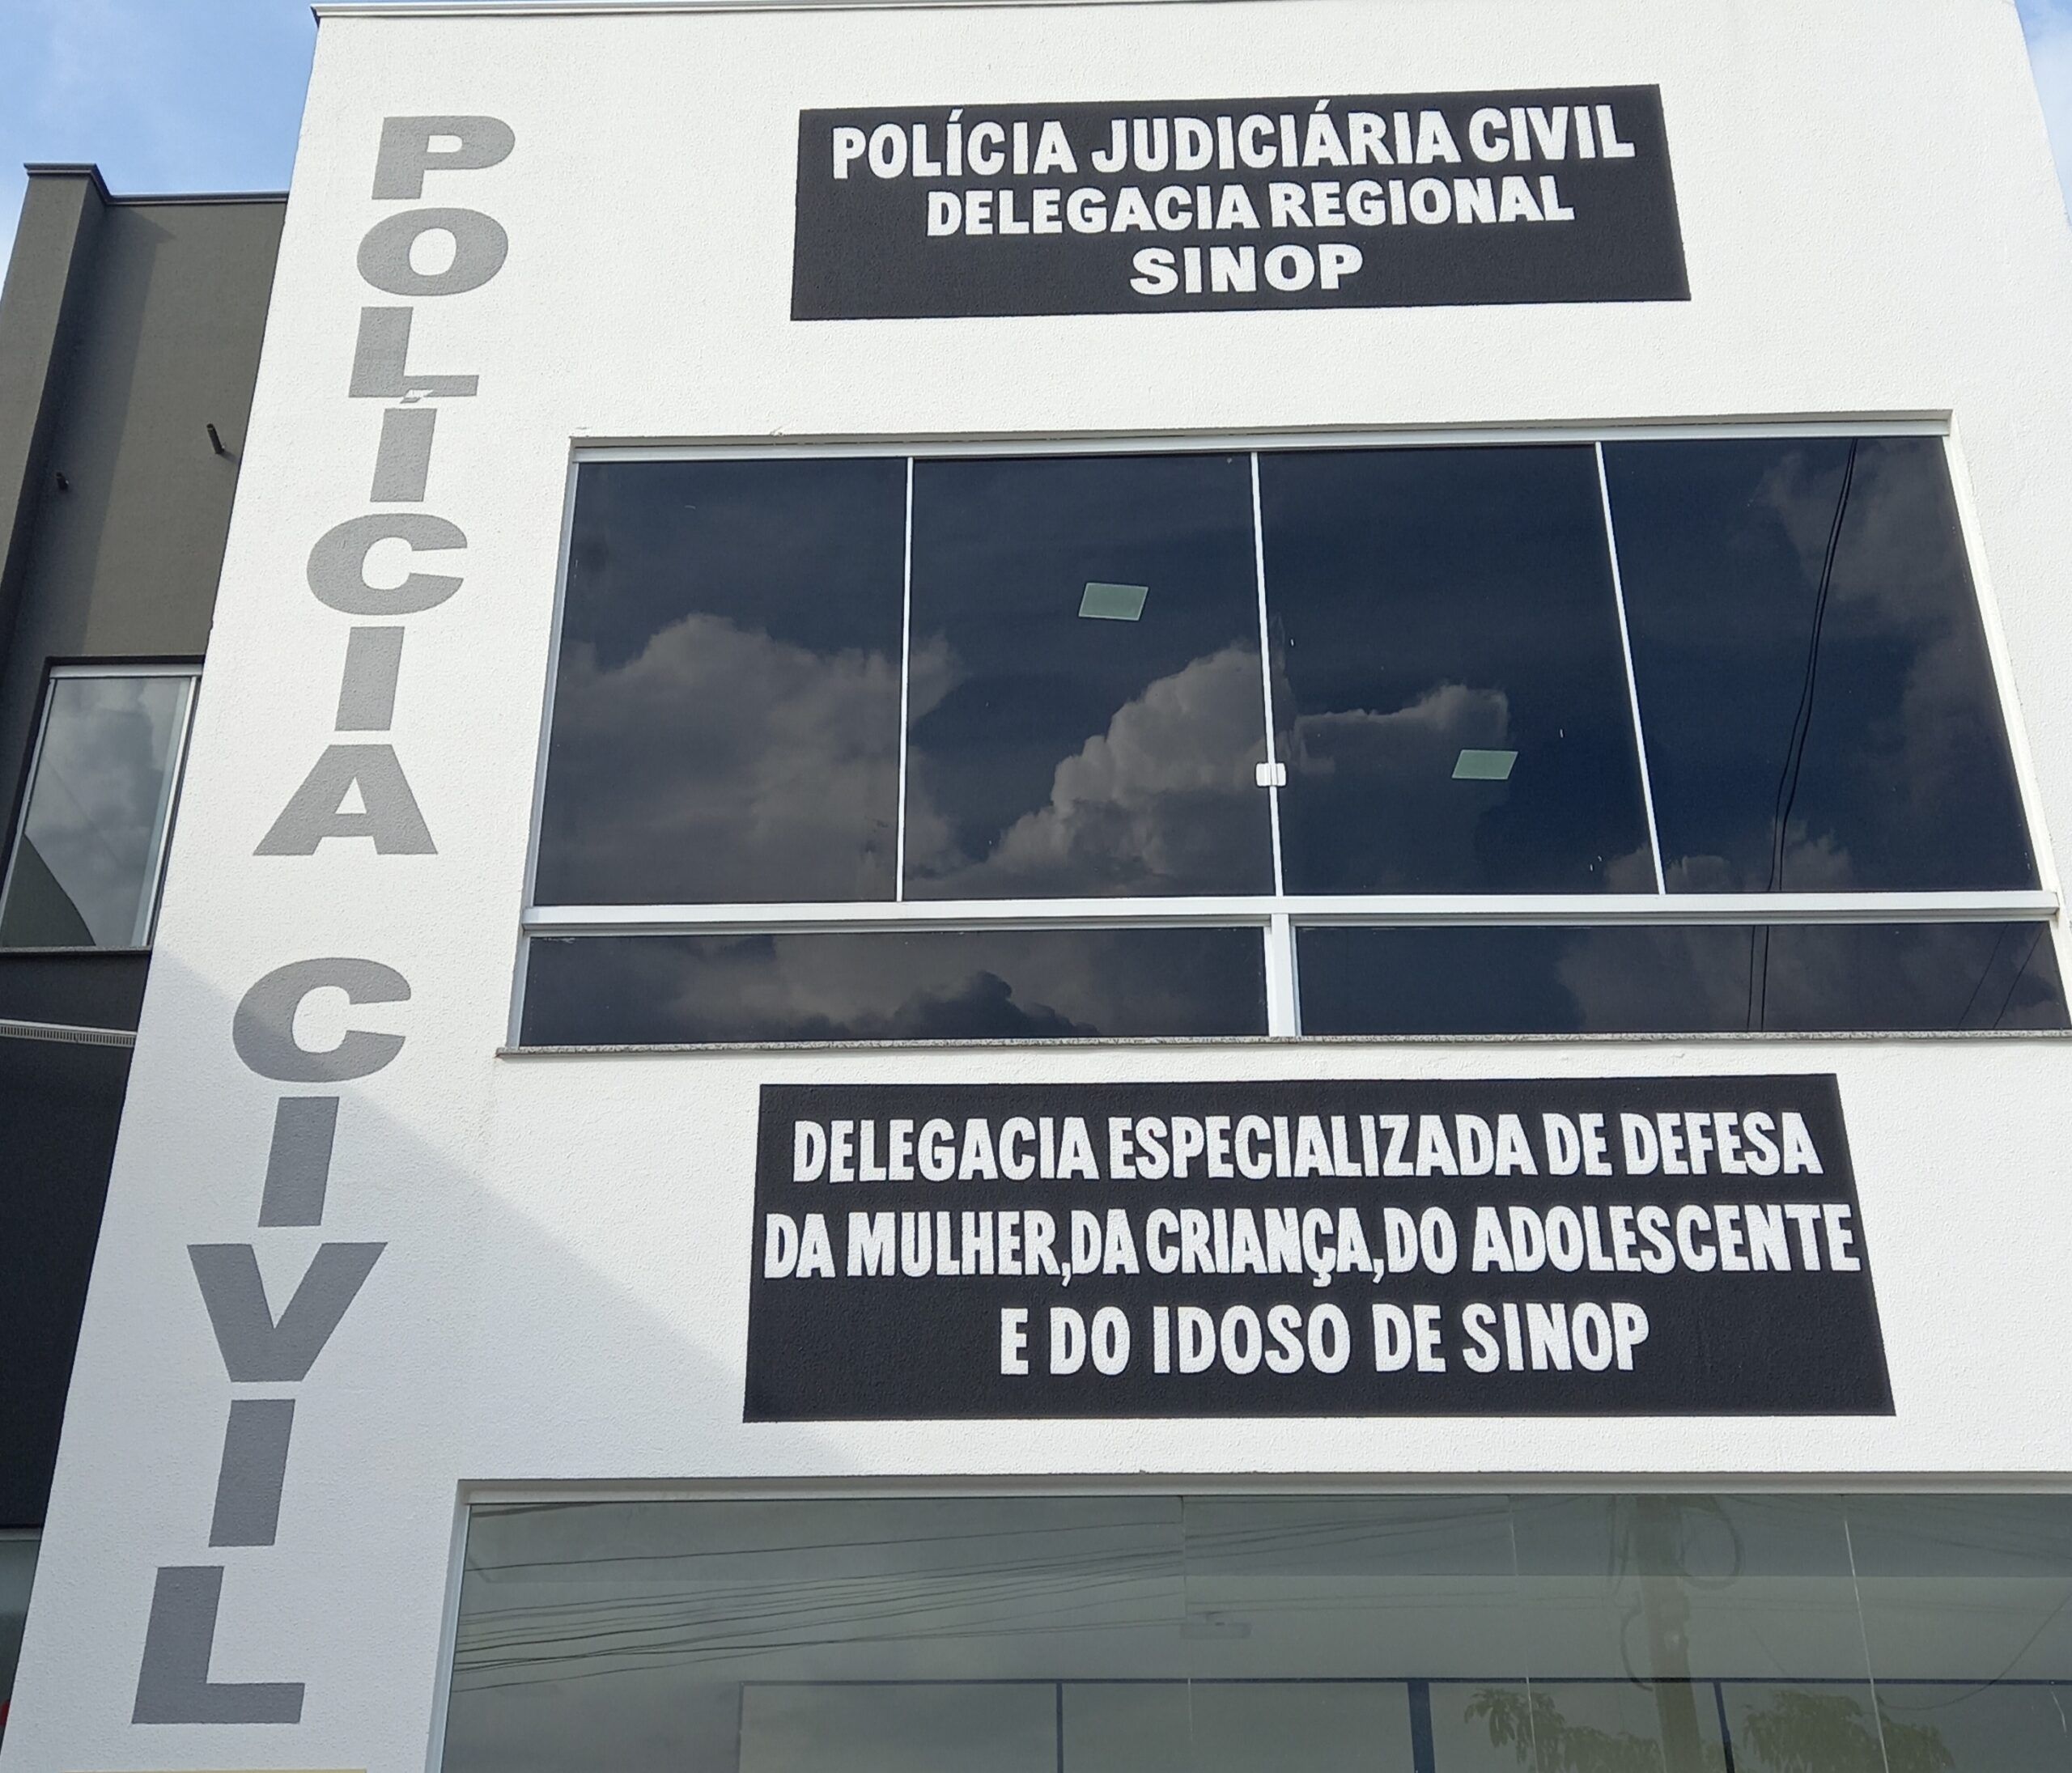 POLÍCIA CIVIL
POLÍCIA JUDICIÁRIA CIVIL
DELEGACIA REGIONAL
SINOP
DELEGACIA ESPECIALIZADA DE DEFESA
DA MULHER,DA CRIANÇA,DO ADOLESCENTE
E DO IDOSO DE SINOP